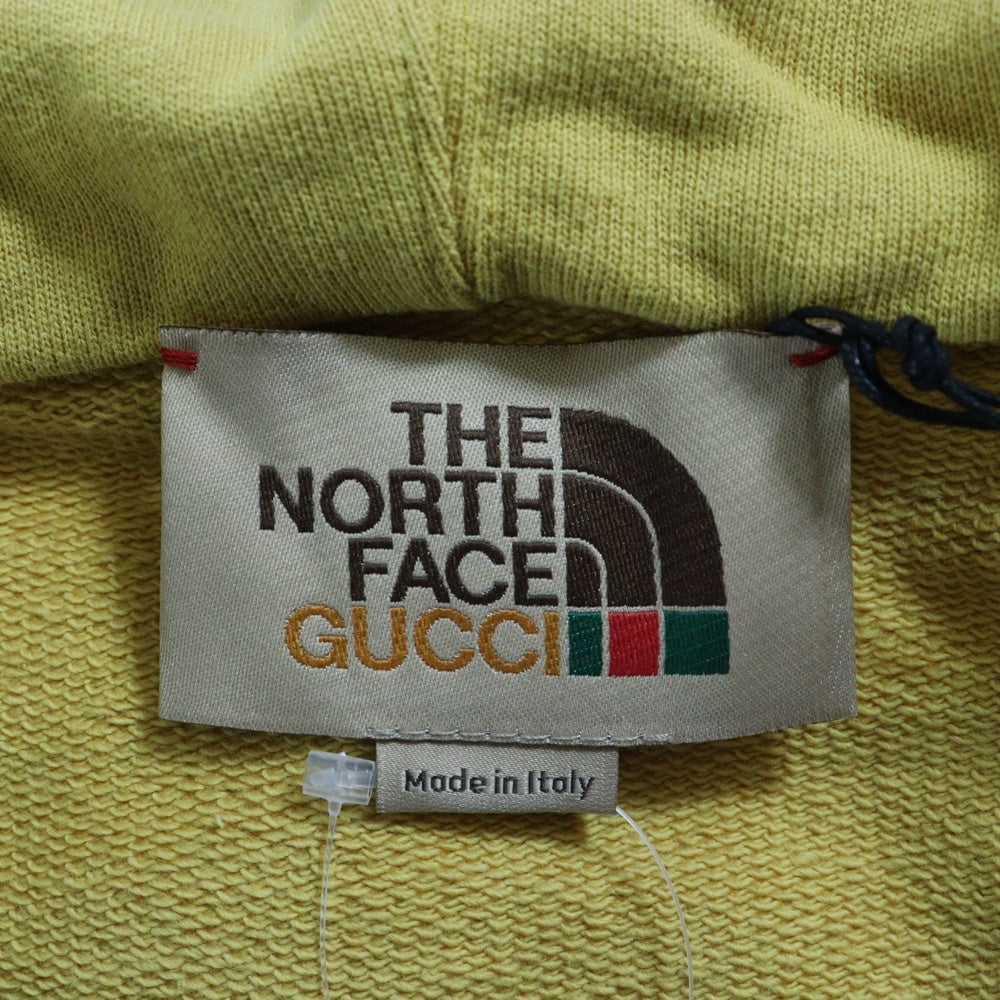 THE
NORTH
FACE
GUCCI
Made in Italy